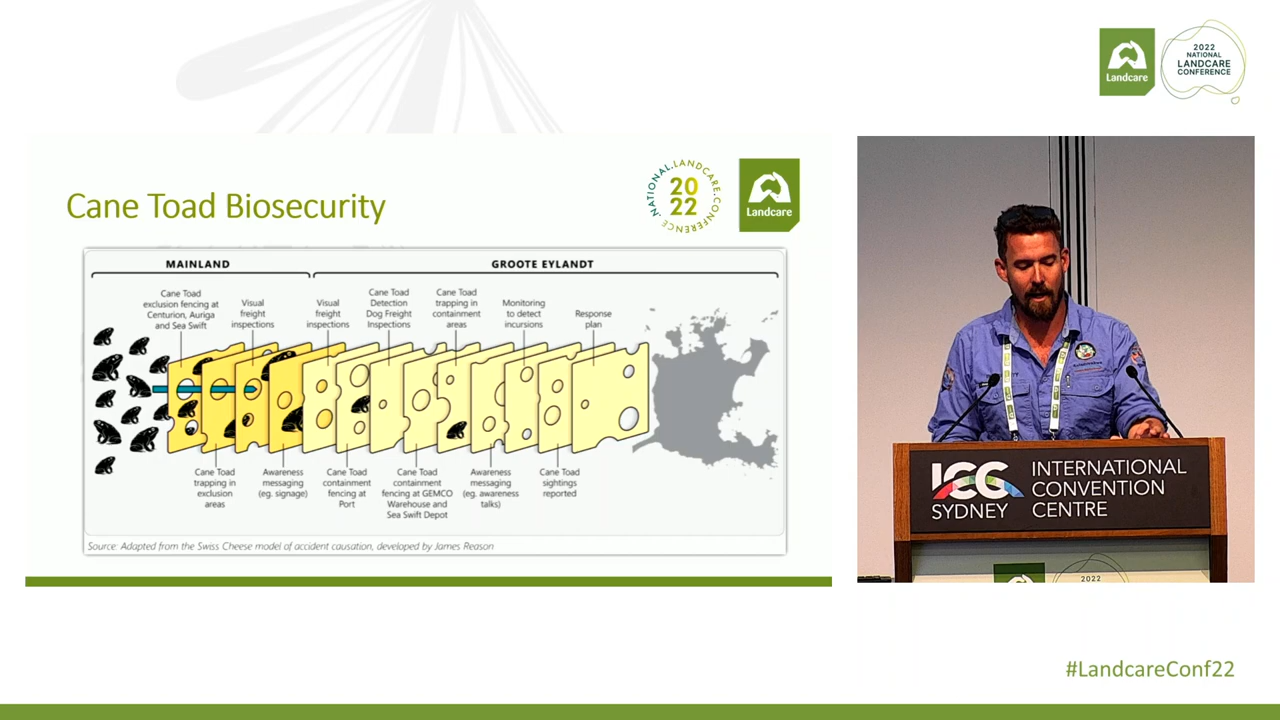 Landcare
2022
NATIONAL
LANDCARE
CONFERENCE
Cane Toad Biosecurity
NATIONAL.LANDCARE.CONFERENCE
20
22
Landcare
MAINLAND
GROOTE EYLANDT
Cane Toad
exclusion fencing at
Centurion, Auriga
and Sea Swift
Visual
freight
inspections
Visual
freight
inspections
Cane Toad
Detection
Dog Freight
Inspections
Cane Toad
trapping in
containment
areas
Monitoring
to detect
incursions
Response
plan
Cane Toad
trapping in
exclusion
areas
Awareness
messaging
(eg. signage)
Cane Toad
containment
fencing at
Port
Cane Toad
containment
fencing at GEMCO
Warehouse and
Sea Swift Depot
Awareness
messaging
(eg. awareness
talks)
Cane Toad
sightings
reported
Source: Adapted from the Swiss Cheese model of accident causation, developed by James Reason
ICC
SYDNEY
INTERNATIONAL
CONVENTION
CENTRE
2022
#LandcareConf22